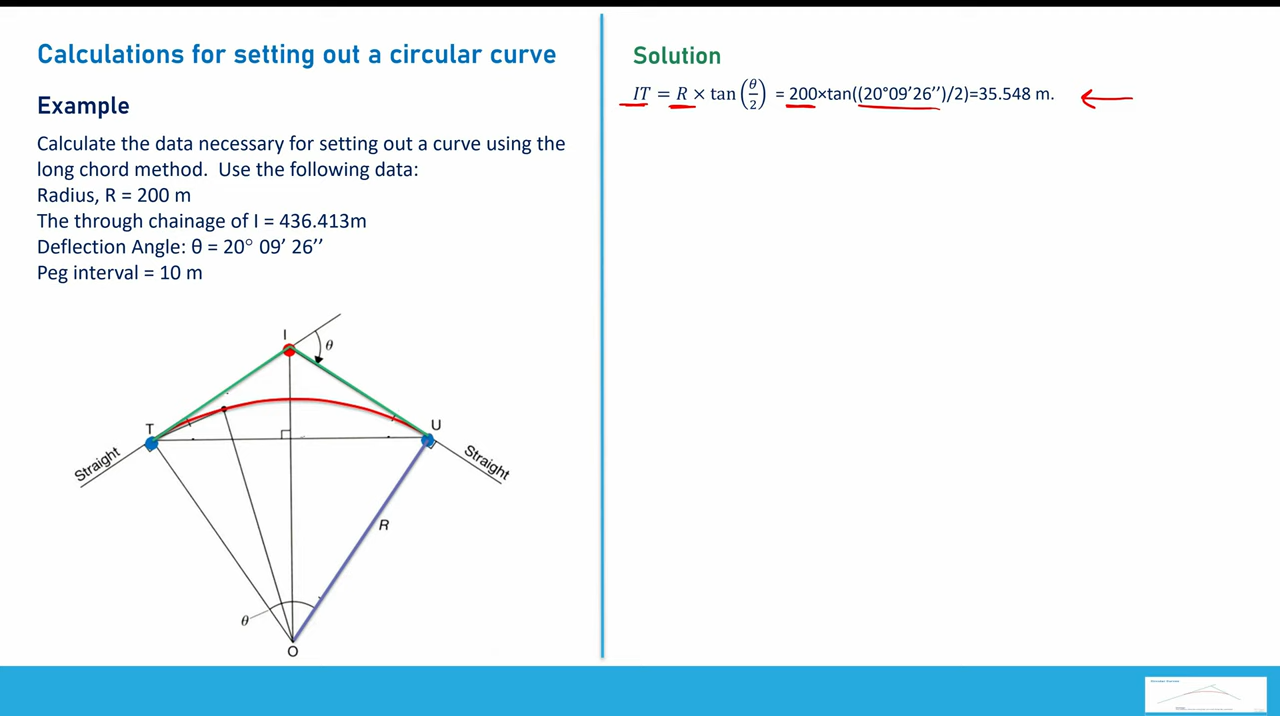 Calculations for setting out a circular curve
Example
Calculate the data necessary for setting out a curve using the
long chord method.  Use the following data:
Radius, R = 200 m
The through chainage of I = 436.413m
Deflection Angle: θ = 20° 09’ 26’’
Peg interval = 10 m
I
θ
T
U
Straight
Straight
R
θ
O
Solution
IT = R × tan(θ/2) = 200×tan((20°09’26’’)/2)=35.548 m.